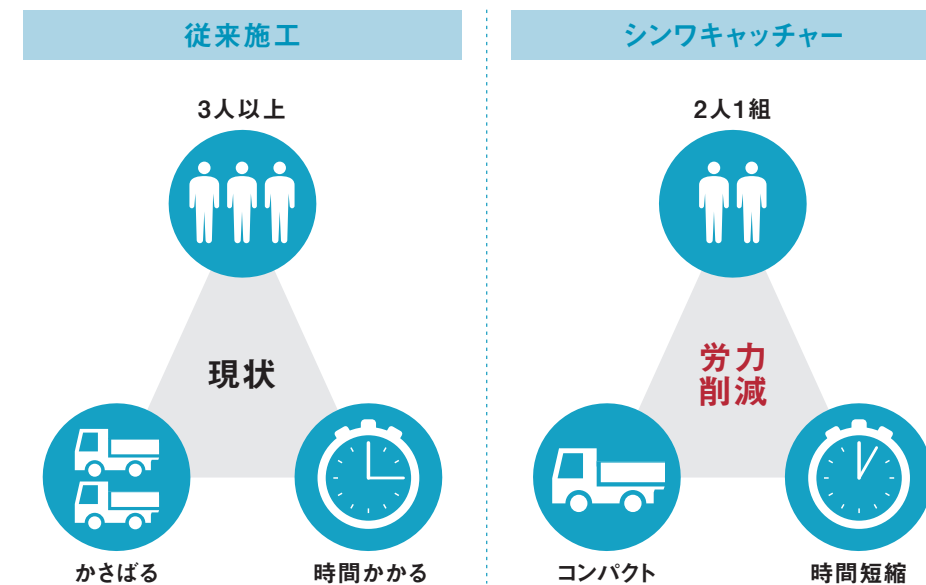 従来施工
3人以上
現状
かさばる
時間かかる
シンワキャッチャー
2人1組
労力
削減
コンパクト
時間短縮